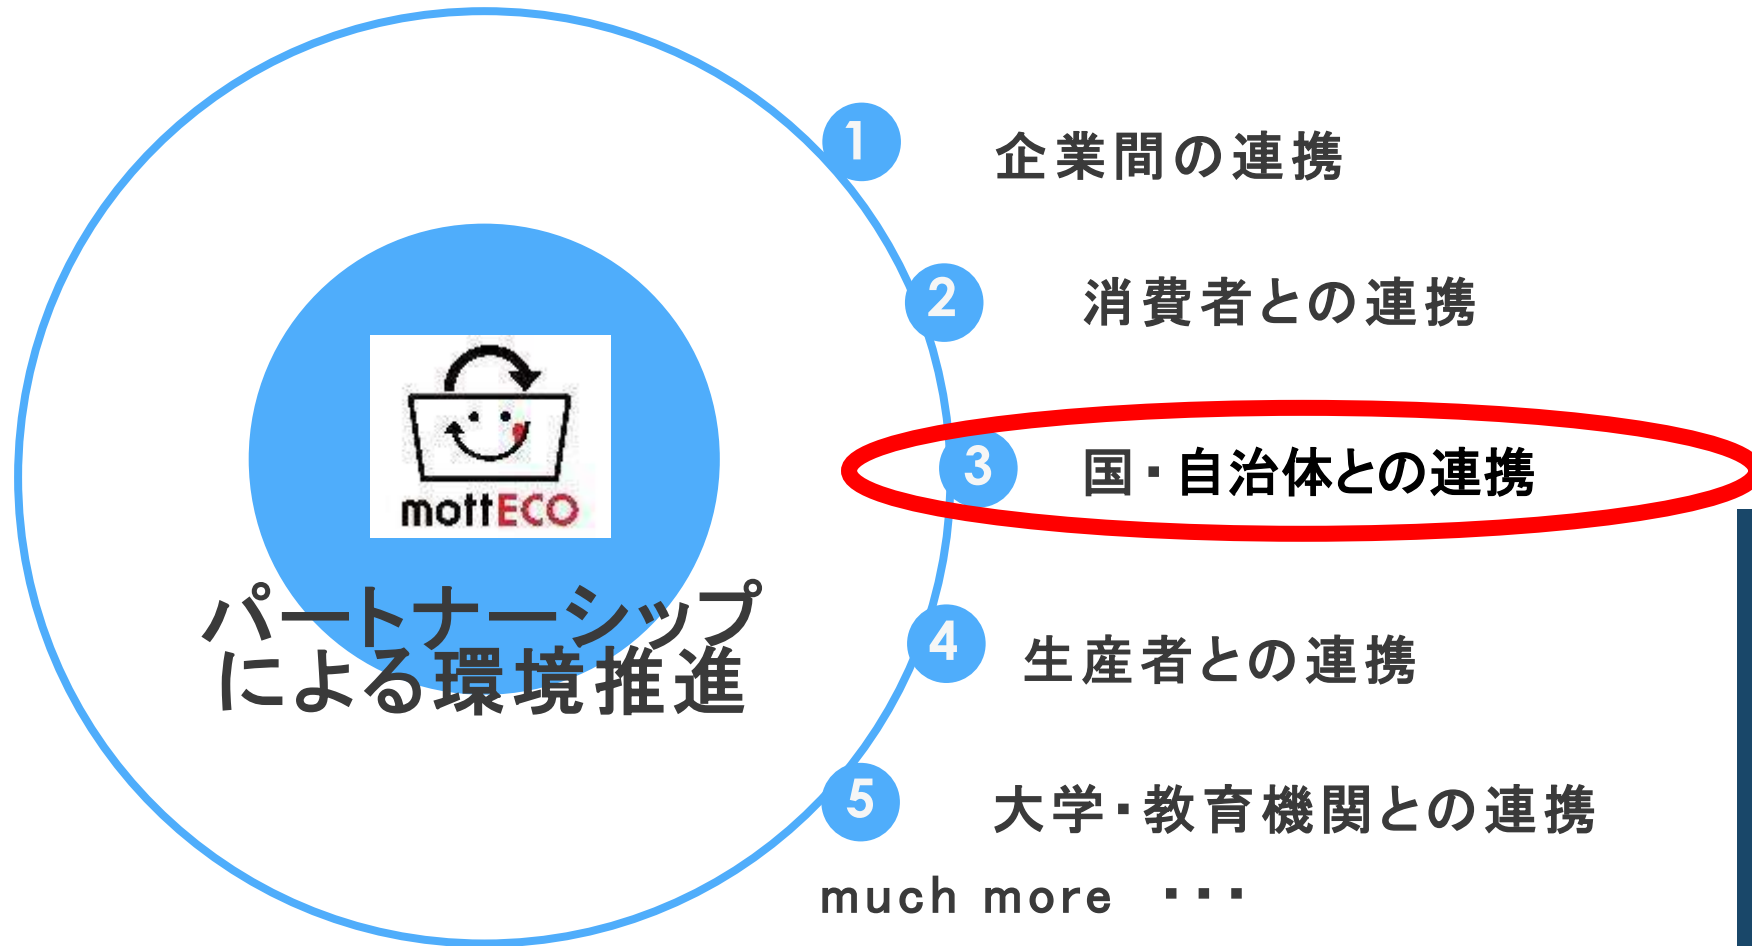 1 企業間の連携
2 消費者との連携
3 国・自治体との連携
mottECO
パートナーシップ
による環境推進
4 生産者との連携
5 大学・教育機関との連携
much more ・・・